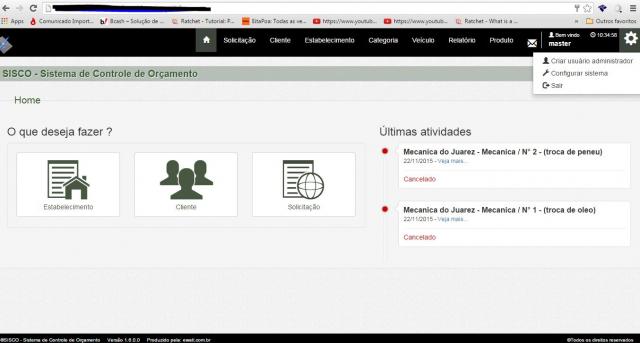 Apps Comunicado Import... Bcash – Solução de ... Ratchet - Tutorial: P... EitaPoa: Todas as ve... https://www.youtub... https://www.youtub... Ratchet - What is a ... » Outros favoritos
Solicitação Cliente Estabelecimento Categoria Veículo Relatório Produto Bem vindo master 10:34:58
Criar usuário administrador
Configurar sistema
Sair
SISCO - Sistema de Controle de Orçamento
Home
O que deseja fazer ?
Estabelecimento Cliente Solicitação
Últimas atividades
Mecanica do Juarez - Mecanica / N° 2 - (troca de peneu)
22/11/2015 - Veja mais...
Cancelado
Mecanica do Juarez - Mecanica / N° 1 - (troca de oleo)
22/11/2015 - Veja mais...
Cancelado
®SISCO - Sistema de Controle de Orçamento Versão 1.6.0.0 Produzido pela: ewati.com.br ©Todos os direitos reservados